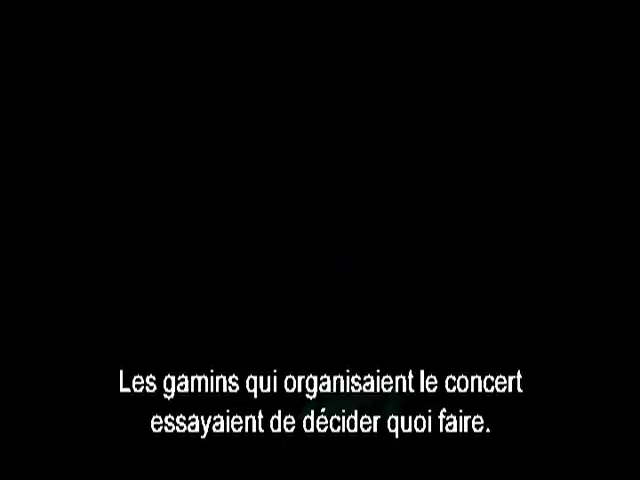 Les gamins qui organisaient le concert
essayaient de décider quoi faire.